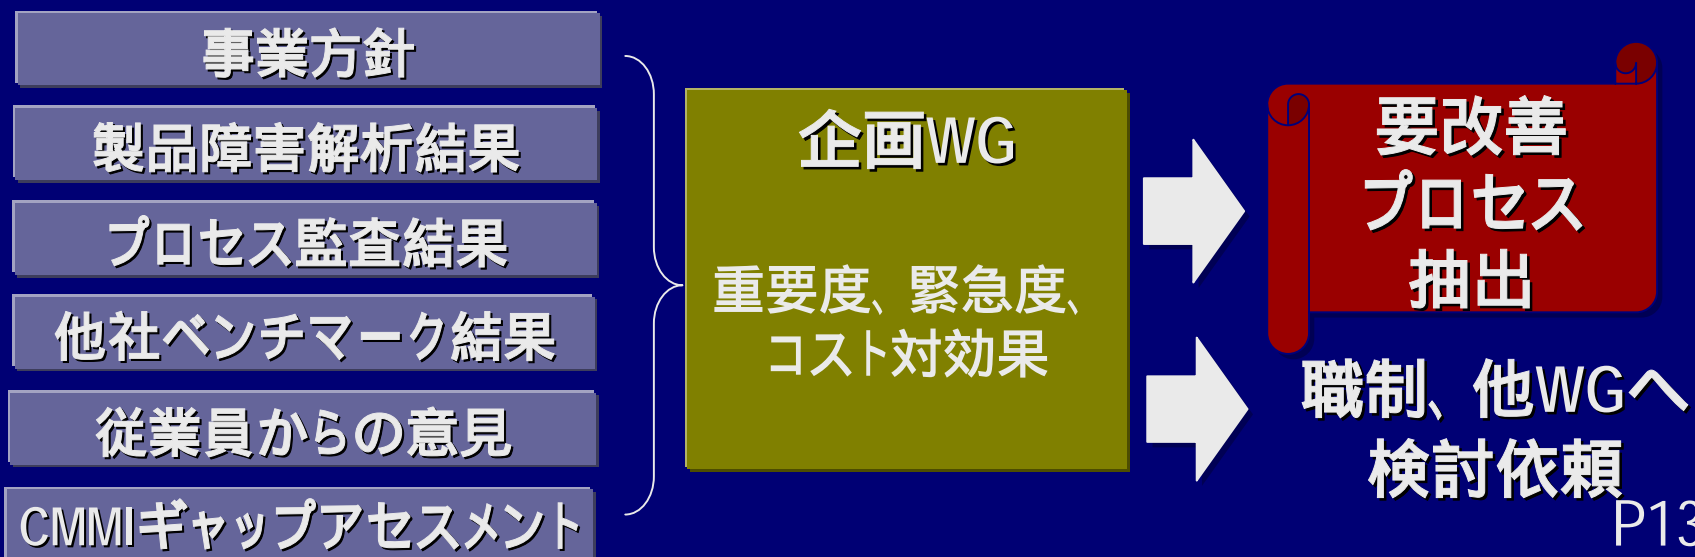 事業方針
製品障害解析結果
プロセス監査結果
他社ベンチマーク結果
従業員からの意見
CMMIギャップアセスメント
企画WG
重要度、緊急度、
コスト対効果
要改善
プロセス
抽出
職制、他WGへ
検討依頼
P13